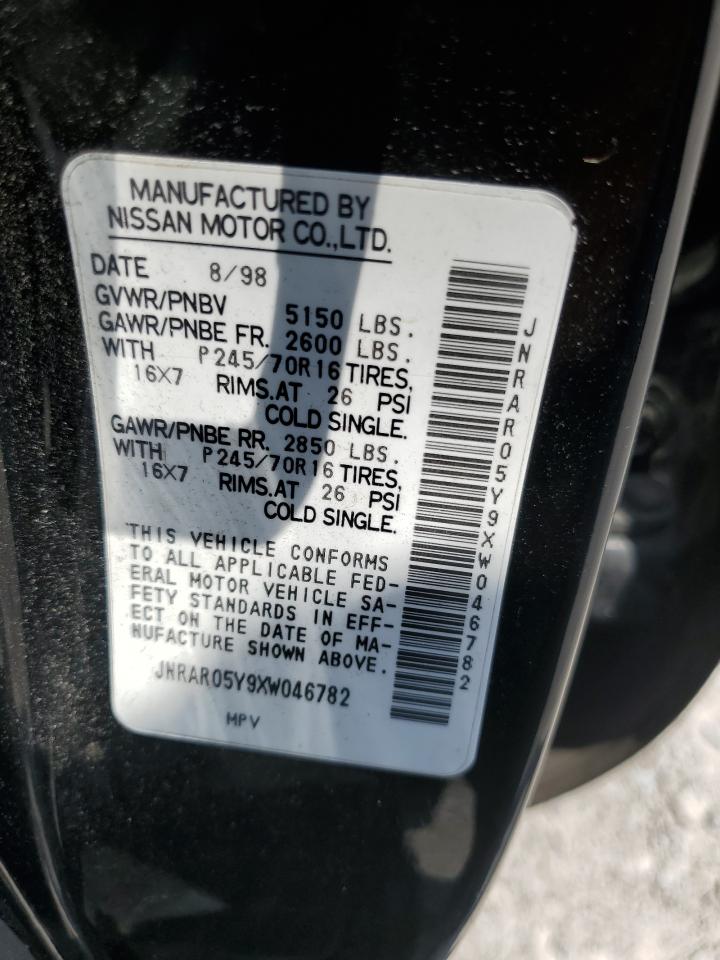 MANUFACTURED BY
NISSAN MOTOR CO.,LTD.
DATE 8/98
GVWR/PNBV 5150 LBS.
GAWR/PNBE FR. 2600 LBS.
WITH P245/70R16 TIRES,
16X7 RIMS.AT 26 PSI
COLD SINGLE.
GAWR/PNBE RR. 2850 LBS.
WITH P245/70R16 TIRES,
16X7 RIMS.AT 26 PSI
COLD SINGLE.
THIS VEHICLE CONFORMS
TO ALL APPLICABLE FED-
ERAL MOTOR VEHICLE SA-
FETY STANDARDS IN EFF-
ECT ON THE DATE OF MA-
NUFACTURE SHOWN ABOVE.
JNRAR05Y9XW046782
MPV
JNRAR05Y9XW046782